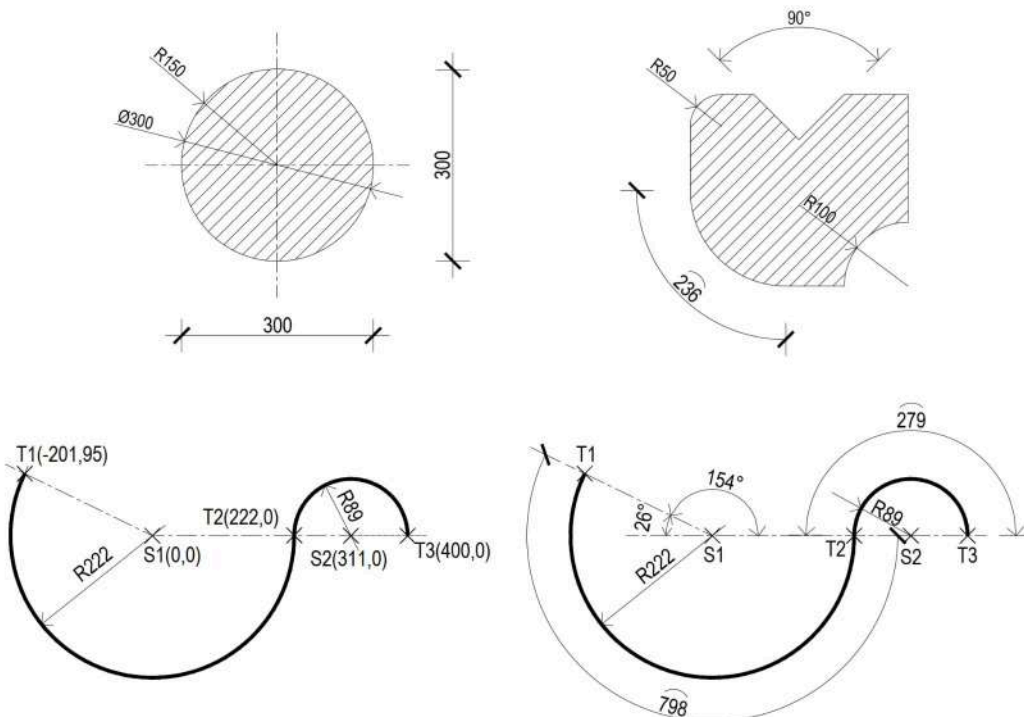 R150
Ø300
300
300
90°
R50
R100
236
T1(-201,95)
T2(222,0)
R89
R222
S1(0,0)
S2(311,0)
T3(400,0)
T1
279
154°
26°
R89
S1
T2
S2
T3
R222
798